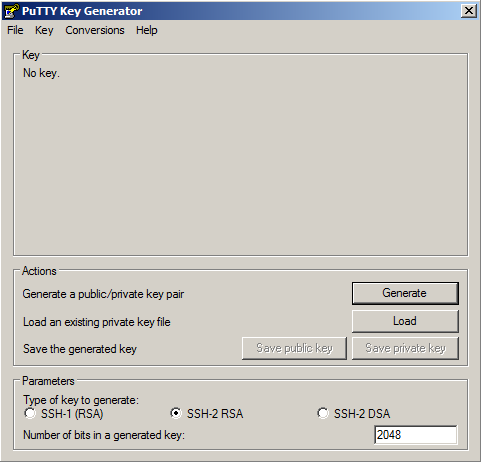 PuTTY Key Generator
File Key Conversions Help
Key
No key.
Actions
Generate a public/private key pair Generate
Load an existing private key file Load
Save the generated key Save public key Save private key
Parameters
Type of key to generate:
SSH-1 (RSA) SSH-2 RSA SSH-2 DSA
Number of bits in a generated key: 2048